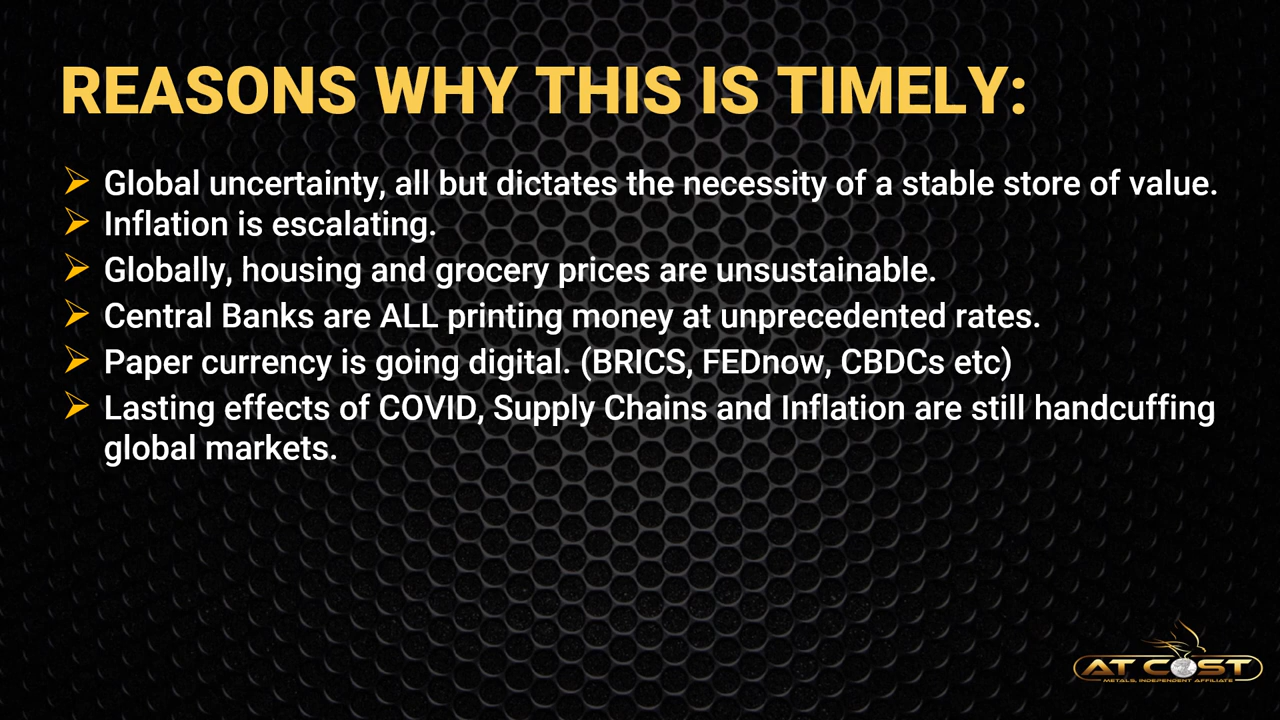 REASONS WHY THIS IS TIMELY:
Global uncertainty, all but dictates the necessity of a stable store of value.
Inflation is escalating.
Globally, housing and grocery prices are unsustainable.
Central Banks are ALL printing money at unprecedented rates.
Paper currency is going digital. (BRICS, FEDnow, CBDCs etc)
Lasting effects of COVID, Supply Chains and Inflation are still handcuffing
global markets.
AT COST
METALS, INDEPENDENT AFFILIATE